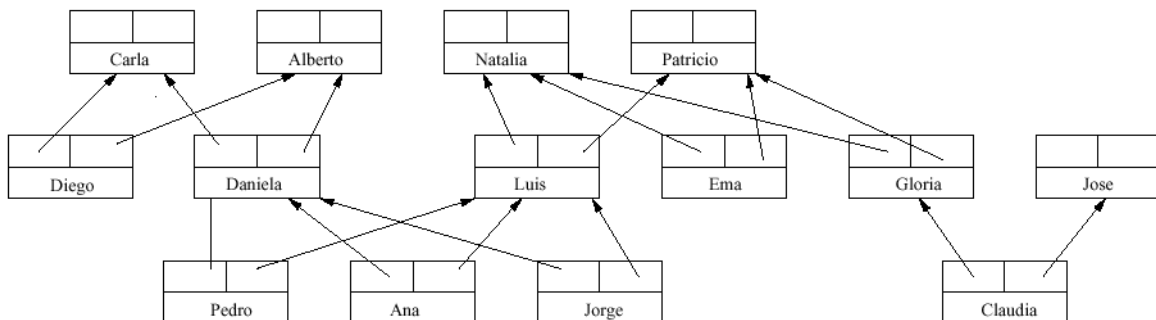 Carla
Alberto
Natalia
Patricio
Diego
Daniela
Luis
Ema
Gloria
Jose
Pedro
Ana
Jorge
Claudia